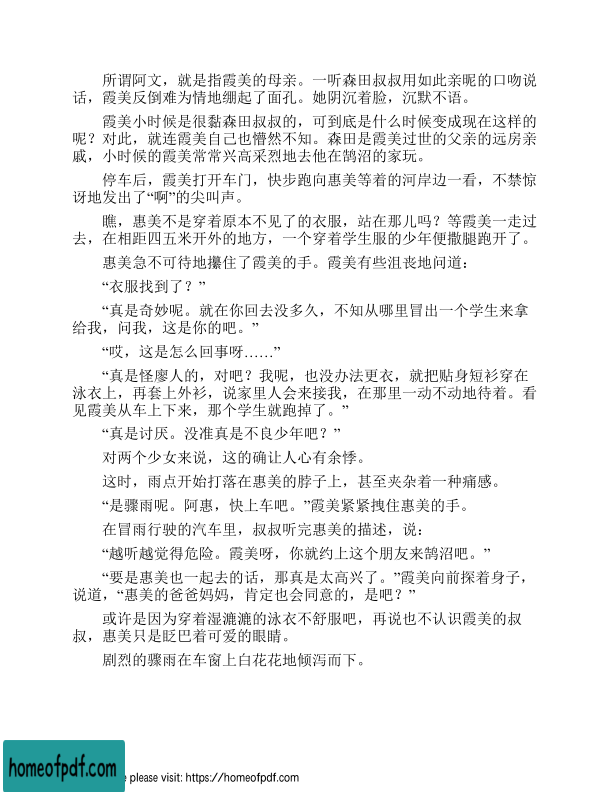 所谓阿文，就是指霞美的母亲。一听森田叔叔用如此亲昵的口吻说
话，霞美反倒难为情地绷起了面孔。她阴沉着脸，沉默不语。
霞美小时候是很黏森田叔叔的，可到底是什么时候变成现在这样的
呢？对此，就连霞美自己也懵然不知。森田是霞美过世的父亲的远房亲
戚，小时候的霞美常常兴高采烈地去他在鹄沼的家玩。
停车后，霞美打开车门，快步跑向惠美等着的河岸边一看，不禁惊
讶地发出了“啊”的尖叫声。
瞧，惠美不是穿着原本不见了的衣服，站在那儿吗？等霞美一走过
去，在相距四五米开外的地方，一个穿着学生服的少年便撒腿跑开了。
惠美急不可待地攥住了霞美的手。霞美有些沮丧地问道：
“衣服找到了？”
“真是奇妙呢。就在你回去没多久，不知从哪里冒出一个学生来拿
给我，问我，这是你的吧。”
“哎，这是怎么回事呀……”
“真是怪瘆人的，对吧？我呢，也没办法更衣，就把贴身短衫穿在
泳衣上，再套上外衫，说家里人会来接我，在那里一动不动地待着。看
见霞美从车上下来，那个学生就跑掉了。”
“真是讨厌。没准真是不良少年吧？”
对两个少女来说，这的确让人心有余悸。
这时，雨点开始打落在惠美的脖子上，甚至夹杂着一种痛感。
“是骤雨呢。阿惠，快上车吧。”霞美紧紧拽住惠美的手。
在冒雨行驶的汽车里，叔叔听完惠美的描述，说：
“越听越觉得危险。霞美呀，你就约上这个朋友来鹄沼吧。”
“要是惠美也一起去的话，那真是太高兴了。”霞美向前探着身子，
说道，“惠美的爸爸妈妈，肯定也会同意的，是吧？”
或许是因为穿着湿漉漉的泳衣不舒服吧，再说也不认识霞美的叔
叔，惠美只是眨巴着可爱的眼睛。
剧烈的骤雨在车窗上白花花地倾泻而下。
homeofpdf.com
please visit: https://homeofpdf.com